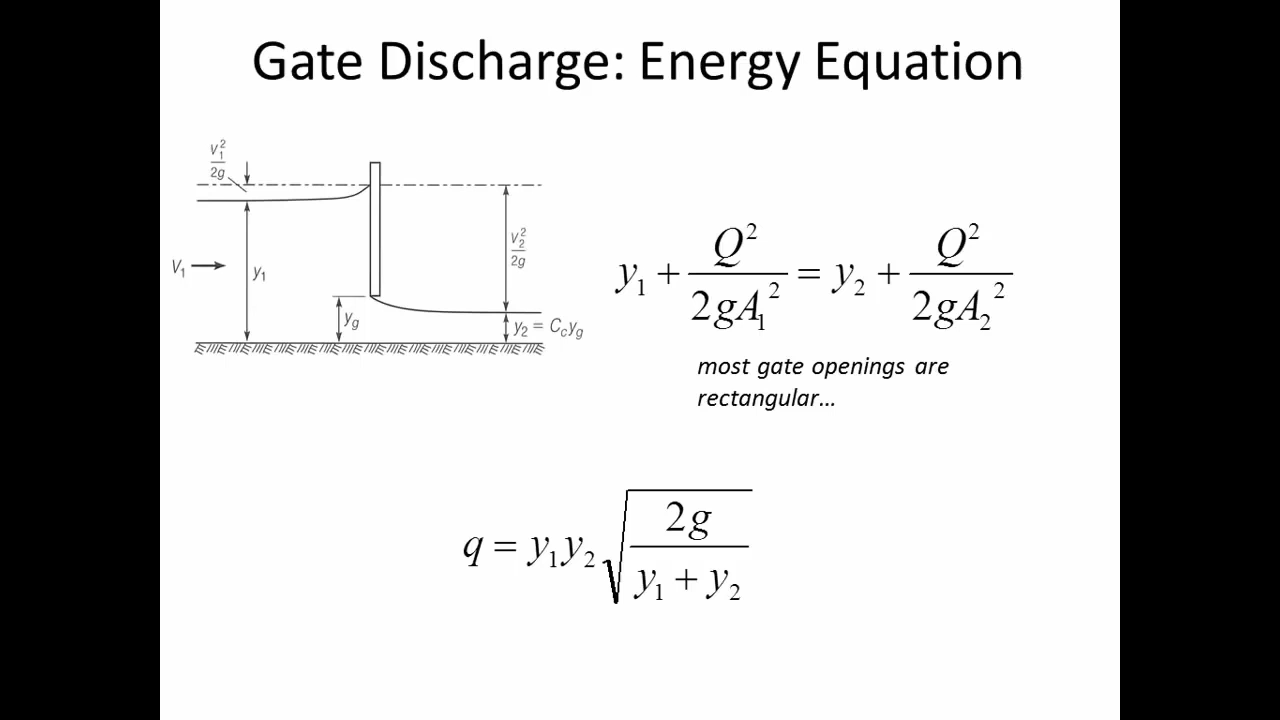 Gate Discharge: Energy Equation
V₁²/2g
V₁
y₁
y_g
V₂²/2g
y₂ = C_c y_g
y₁ + Q²/2gA₁² = y₂ + Q²/2gA₂²
most gate openings are
rectangular...
q = y₁y₂√(2g/(y₁ + y₂))